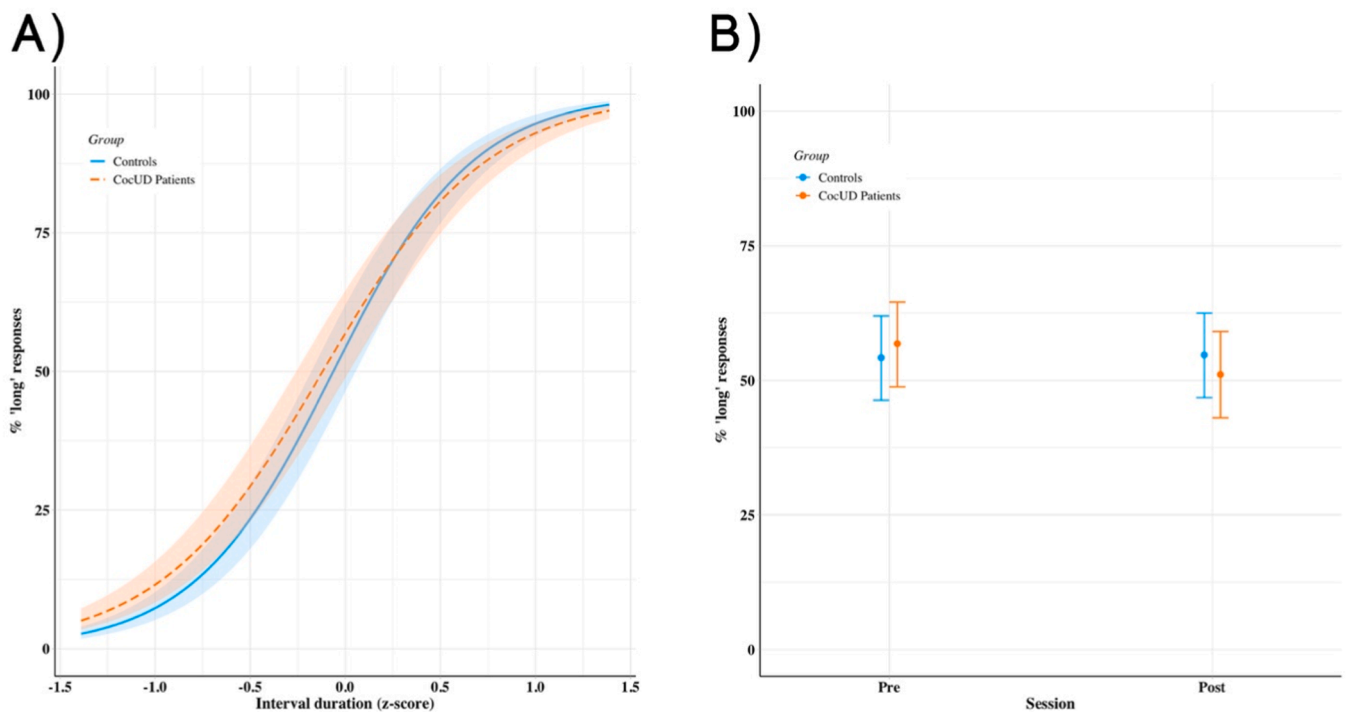 A)
100
75
50
25
0
% 'long' responses
Group
Controls
CocUD Patients
-1.5 -1.0 -0.5 0.0 0.5 1.0 1.5
Interval duration (z-score)
B)
100
75
50
25
0
% 'long' responses
Group
Controls
CocUD Patients
Pre Post
Session